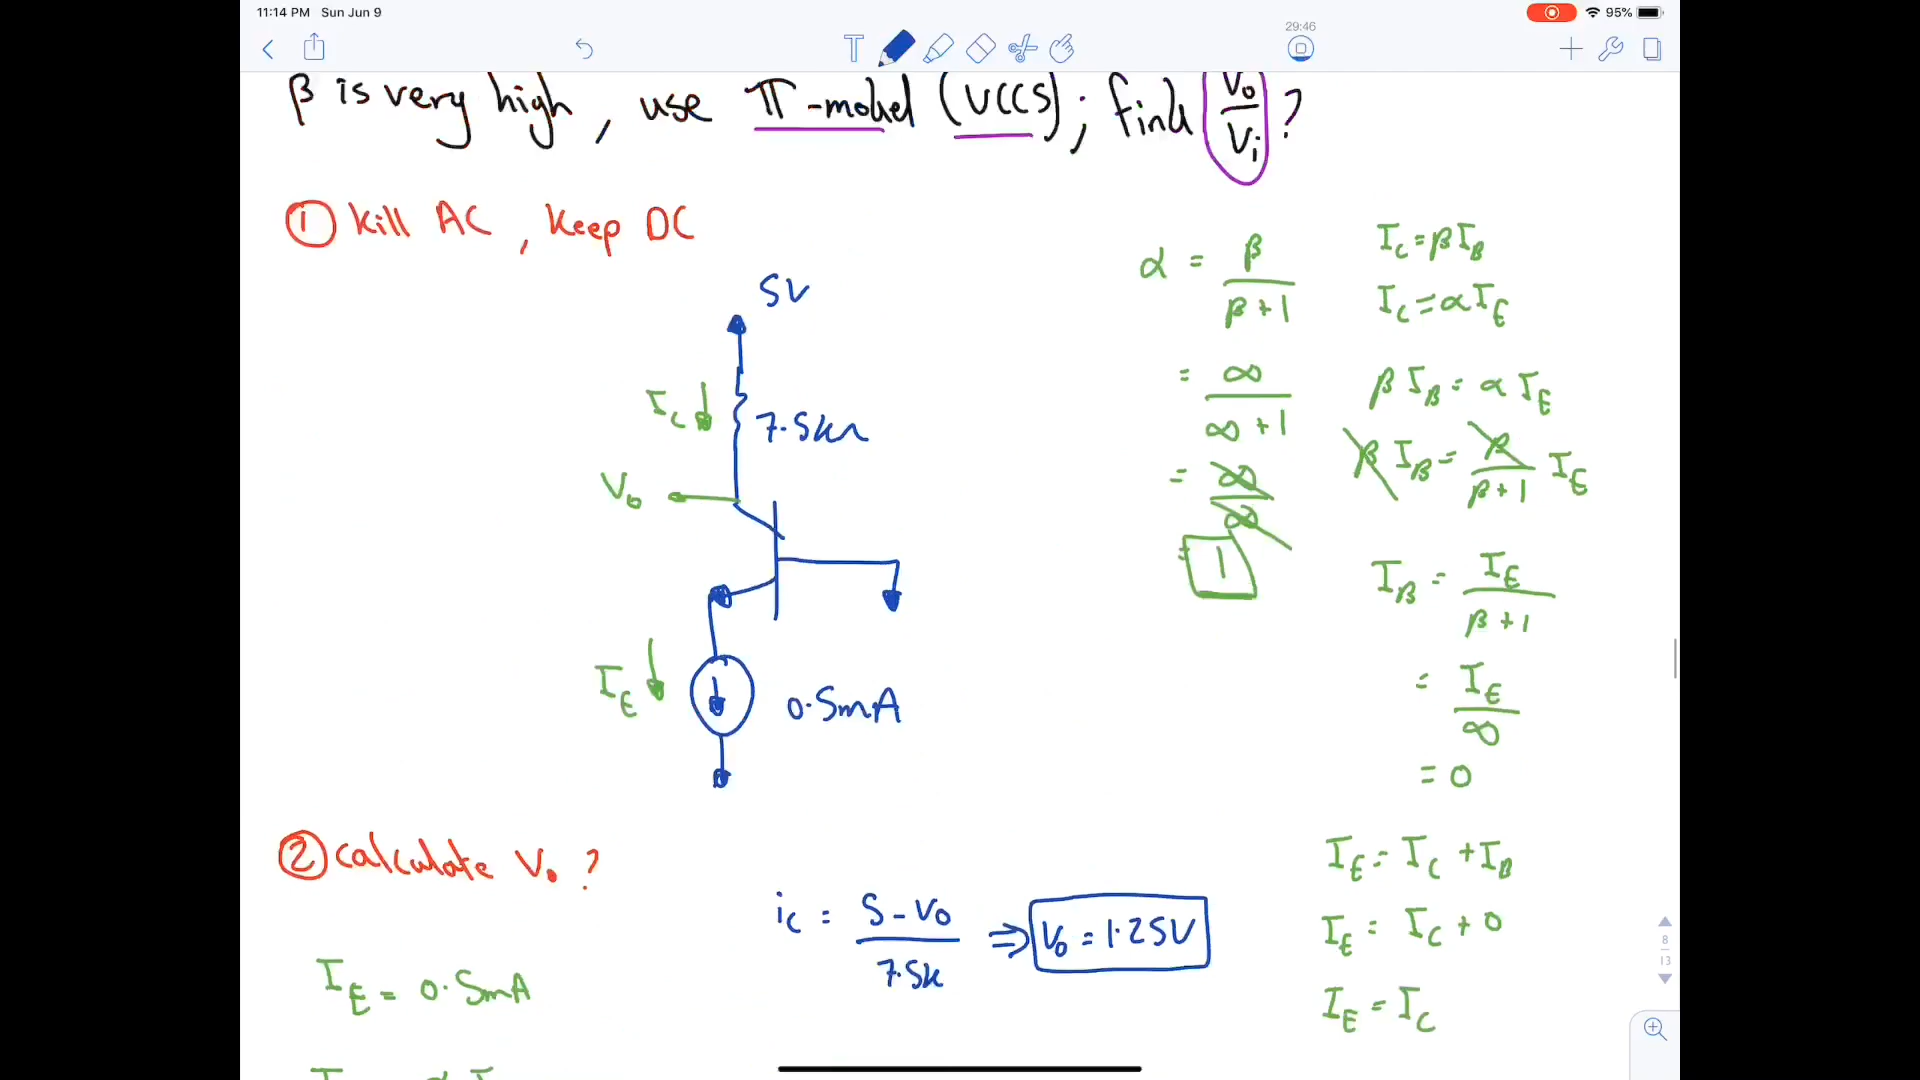 11:14 PM Sun Jun 9
95%
29:46
T
β is very high, use π-model (VCCS); find Vo/Vi ?
① Kill AC, Keep DC
5V
IC
7.5kΩ
Vo
IE
0.5mA
α = β/(β+1)
= ∞/(∞+1)
= ∞/∞
= 1
IC = βIB
IC = αIE
βIB = αIE
βIB = β/(β+1) IE
IB = IE/(β+1)
= IE/∞
= 0
② calculate Vo ?
ic = (5-Vo)/7.5k ⇒ Vo = 1.25V
IE = 0.5mA
IE = IC + IB
IE = IC + 0
IE = IC
8
13